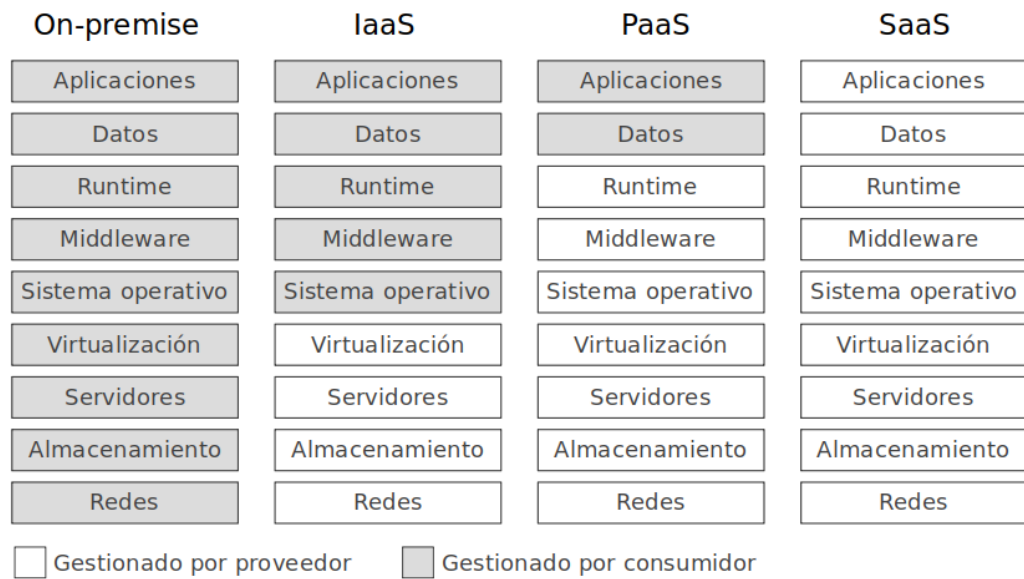 On-premise IaaS PaaS SaaS
Aplicaciones Aplicaciones Aplicaciones Aplicaciones
Datos Datos Datos Datos
Runtime Runtime Runtime Runtime
Middleware Middleware Middleware Middleware
Sistema operativo Sistema operativo Sistema operativo Sistema operativo
Virtualización Virtualización Virtualización Virtualización
Servidores Servidores Servidores Servidores
Almacenamiento Almacenamiento Almacenamiento Almacenamiento
Redes Redes Redes Redes
Gestionado por proveedor Gestionado por consumidor